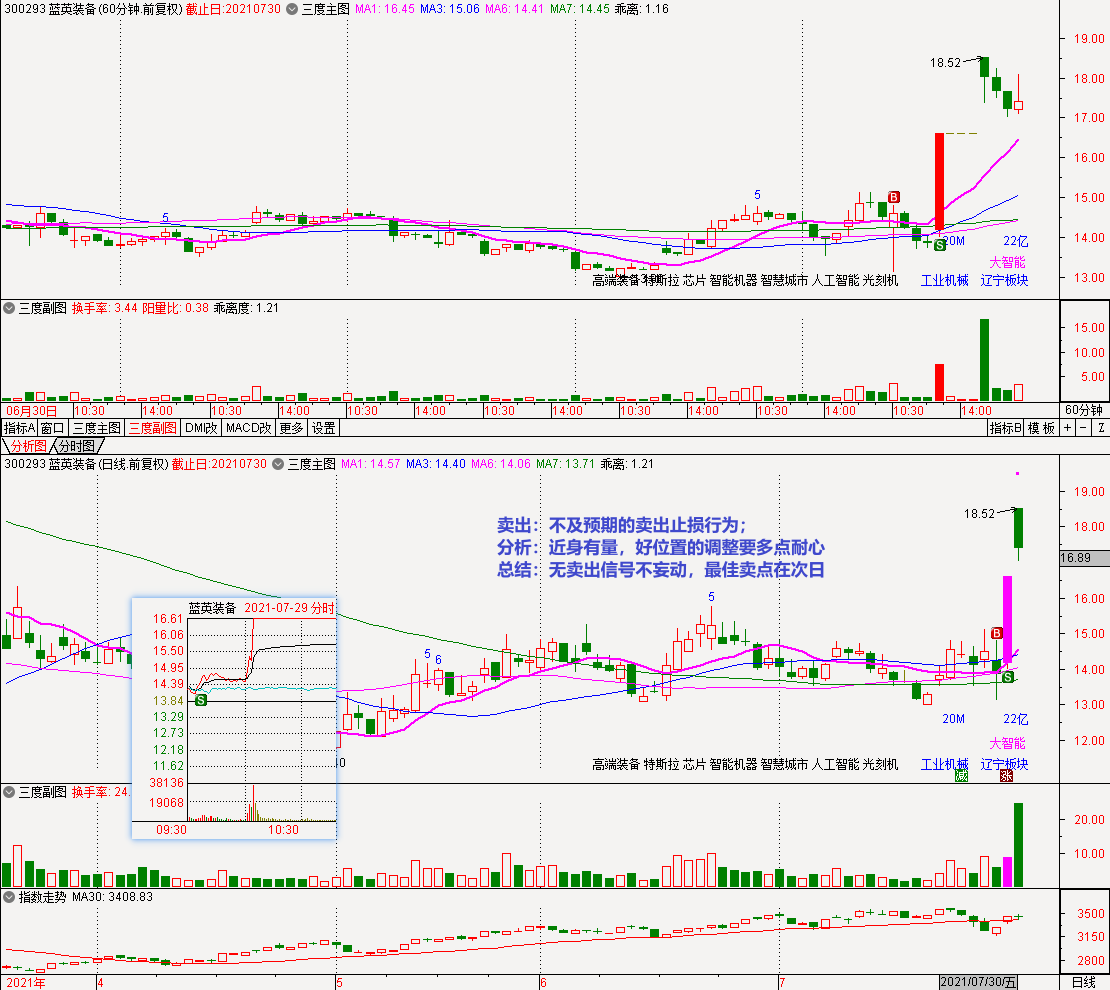 300293 蓝英装备(60分钟.前复权) 截止日:20210730 三度主图 MA1: 16.45 MA3: 15.06 MA6: 14.41 MA7: 14.45 乖离: 1.16
19.00
18.52
18.00
17.00
16.00
B
5
15.00
5
14.00
S
20M
22亿
大智能
13.00
高端装备 特斯拉 芯片 智能机器 智慧城市 人工智能 光刻机 工业机械 辽宁板块
三度副图 换手率: 3.44 阳量比: 0.38 乖离度: 1.21
15.00
10.00
5.00
06月30日 10:30 14:00 10:30 14:00 10:30 14:00 10:30 14:00 10:30 14:00 10:30 14:00 10:30 14:00 60分钟
指标A 窗口 三度主图 三度副图 DMI改 MACD改 更多 设置 指标B 模板 + - Z
分析图 分时图
300293 蓝英装备(日线.前复权) 截止日:20210730 三度主图 MA1: 14.57 MA3: 14.40 MA6: 14.06 MA7: 13.71 乖离: 1.21
19.00
18.52
卖出：不及预期的卖出止损行为；
18.00
分析：近身有量，好位置的调整要多点耐心
16.89
总结：无卖出信号不妄动，最佳卖点在次日
16.00
5
B
15.00
5
6
14.00
S
13.00
20M
22亿
大智能
12.00
高端装备 特斯拉 芯片 智能机器 智慧城市 人工智能 光刻机 工业机械 辽宁板块
减
涨
蓝英装备 2021-07-29 分时
16.61
16.06
15.50
14.95
14.39
13.84
S
13.29
12.73
12.18
11.62
38136
19068
09:30 10:30
三度副图 换手率: 24.
20.00
10.00
指数走势 MA30: 3408.83
3500
3150
2800
2021年 4 5 6 7 2021/07/30/五 日线